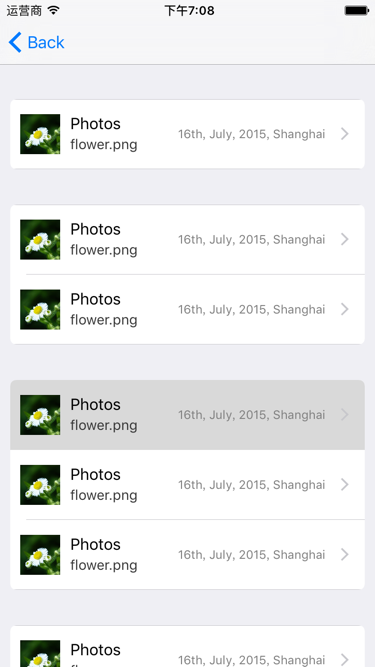 运营商 下午7:08
Back
Photos
flower.png
16th, July, 2015, Shanghai
Photos
flower.png
16th, July, 2015, Shanghai
Photos
flower.png
16th, July, 2015, Shanghai
Photos
flower.png
16th, July, 2015, Shanghai
Photos
flower.png
16th, July, 2015, Shanghai
Photos
flower.png
16th, July, 2015, Shanghai
Photos
flower.png
16th, July, 2015, Shanghai